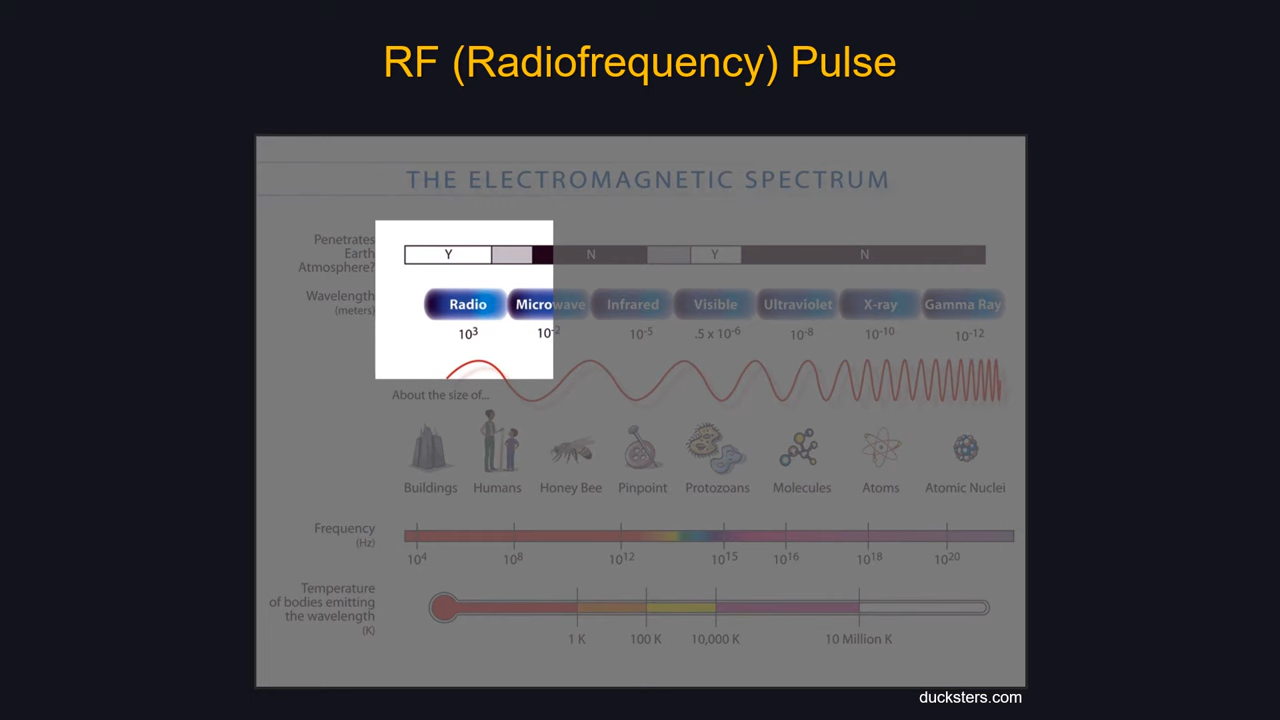 RF (Radiofrequency) Pulse
THE ELECTROMAGNETIC SPECTRUM
Penetrates
Earth
Atmosphere?
Y N Y N
Wavelength
(meters)
Radio Microwave Infrared Visible Ultraviolet X-ray Gamma Ray
10³ 10⁻² 10⁻⁵ .5 x 10⁻⁶ 10⁻⁸ 10⁻¹⁰ 10⁻¹²
About the size of...
Buildings Humans Honey Bee Pinpoint Protozoans Molecules Atoms Atomic Nuclei
Frequency
(Hz)
10⁴ 10⁸ 10¹² 10¹⁵ 10¹⁶ 10¹⁸ 10²⁰
Temperature
of bodies emitting
the wavelength
(K)
1 K 100 K 10,000 K 10 Million K
ducksters.com